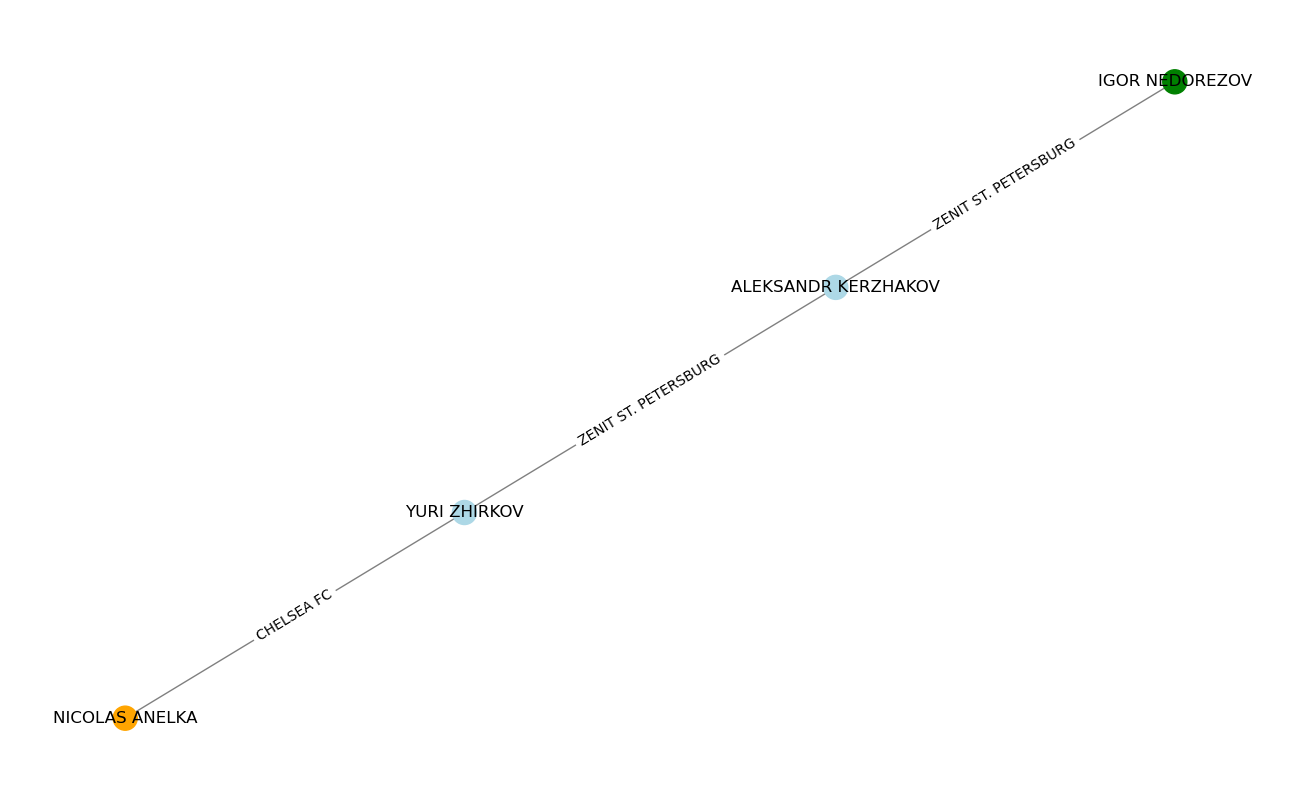 IGOR NEDOREZOV
ZENIT ST. PETERSBURG
ALEKSANDR KERZHAKOV
ZENIT ST. PETERSBURG
YURI ZHIRKOV
CHELSEA FC
NICOLAS ANELKA